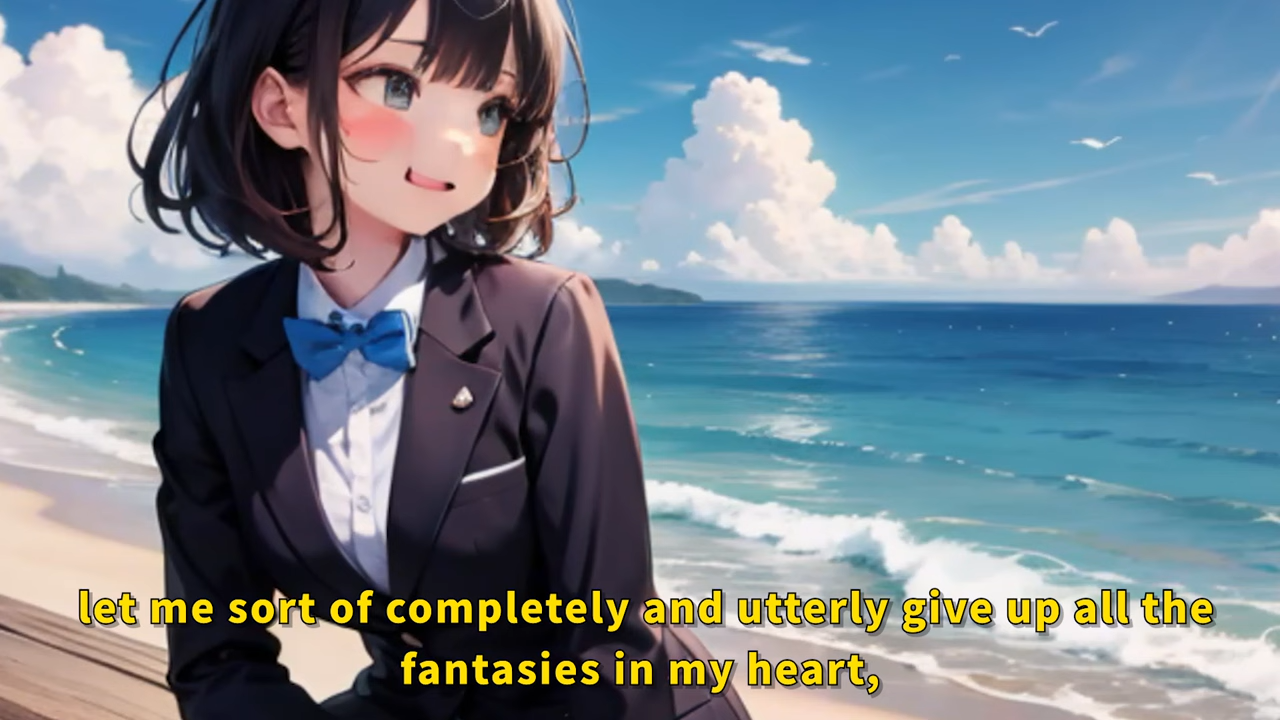 let me sort of completely and utterly give up all the
fantasies in my heart,